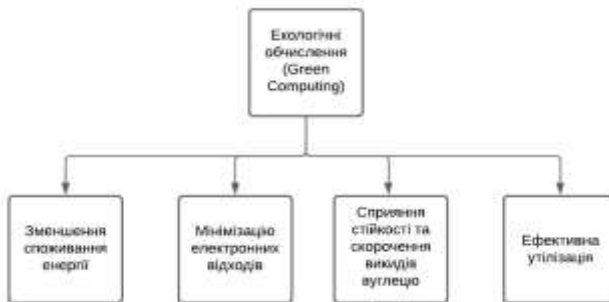 Екологічні
обчислення
(Green
Computing)
Зменшення
споживання
енергії
Мінімізацію
електронних
відходів
Сприяння
стійкості та
скорочення
викидів
вуглецю
Ефективна
утилізація